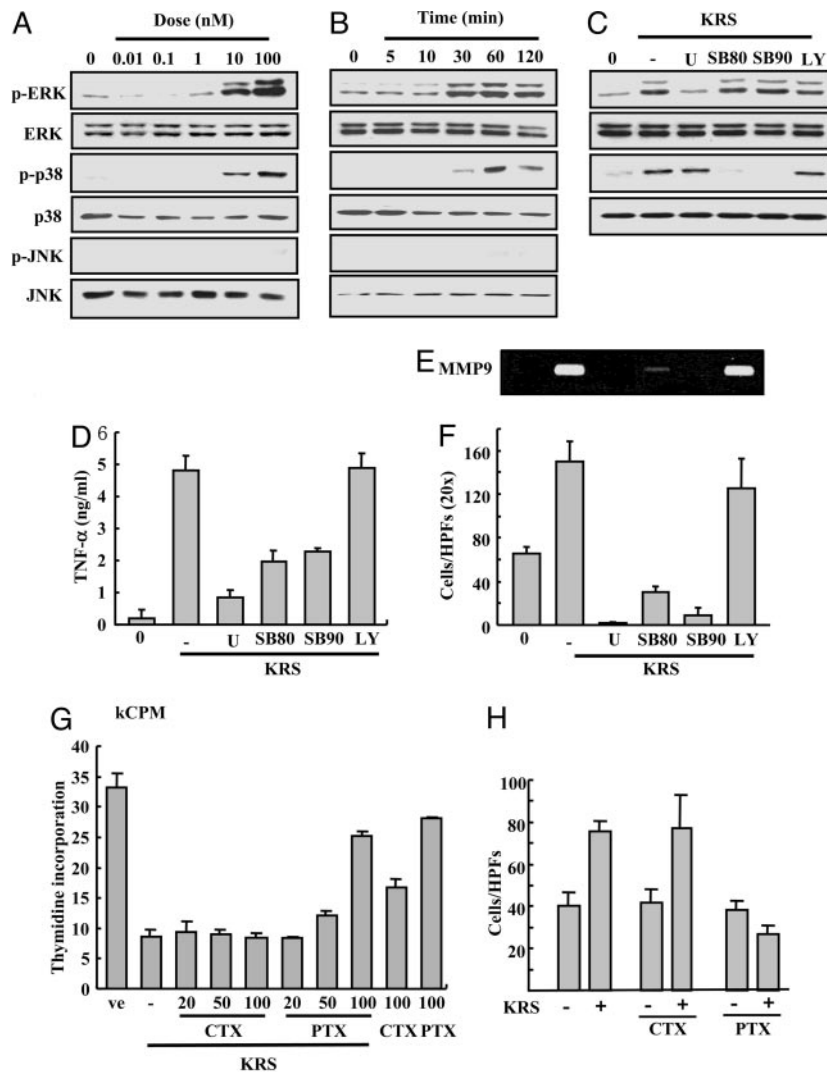 A Dose (nM)
0 0.01 0.1 1 10 100
p-ERK
ERK
p-p38
p38
p-JNK
JNK
B Time (min)
0 5 10 30 60 120
C KRS
0 - U SB80 SB90 LY
E MMP9
D
TNF-α (ng/ml)
6
5
4
3
2
1
0
0 - U SB80 SB90 LY
KRS
F
Cells/HPFs (20x)
160
120
80
40
0
0 - U SB80 SB90 LY
KRS
G kCPM
Thymidine incorporation
40
35
30
25
20
15
10
5
0
ve - 20 50 100 20 50 100 100 100
CTX PTX CTX PTX
KRS
H
Cells/HPFs
100
80
60
40
20
KRS - + - + - +
CTX PTX